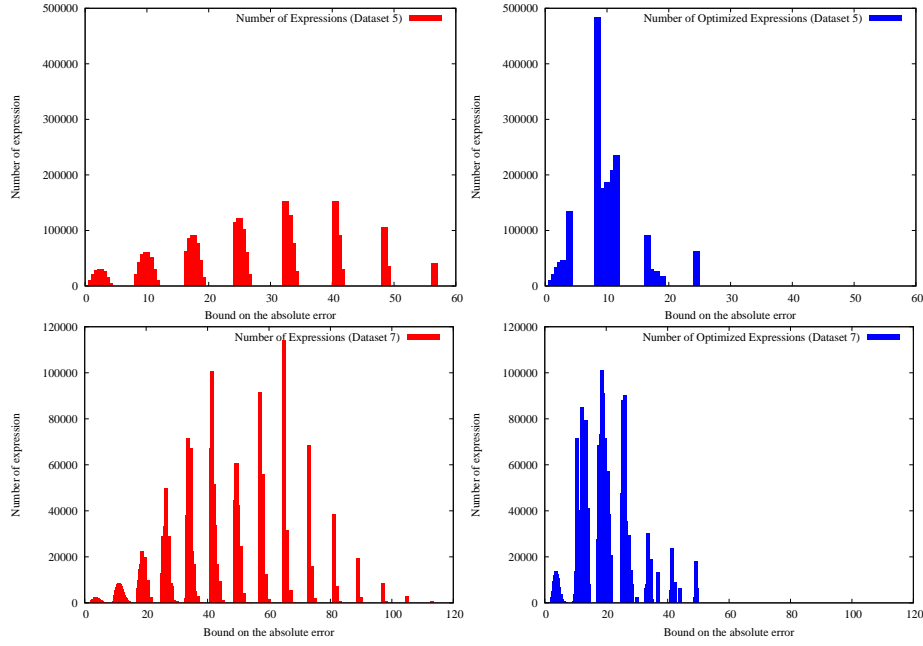 Number of Expressions (Dataset 5)
500000
400000
300000
200000
100000
0
Number of expression
0 10 20 30 40 50 60
Bound on the absolute error
Number of Optimized Expressions (Dataset 5)
500000
400000
300000
200000
100000
0
Number of expression
0 10 20 30 40 50 60
Bound on the absolute error
Number of Expressions (Dataset 7)
120000
100000
80000
60000
40000
20000
0
Number of expression
0 20 40 60 80 100 120
Bound on the absolute error
Number of Optimized Expressions (Dataset 7)
120000
100000
80000
60000
40000
20000
0
Number of expression
0 20 40 60 80 100 120
Bound on the absolute error